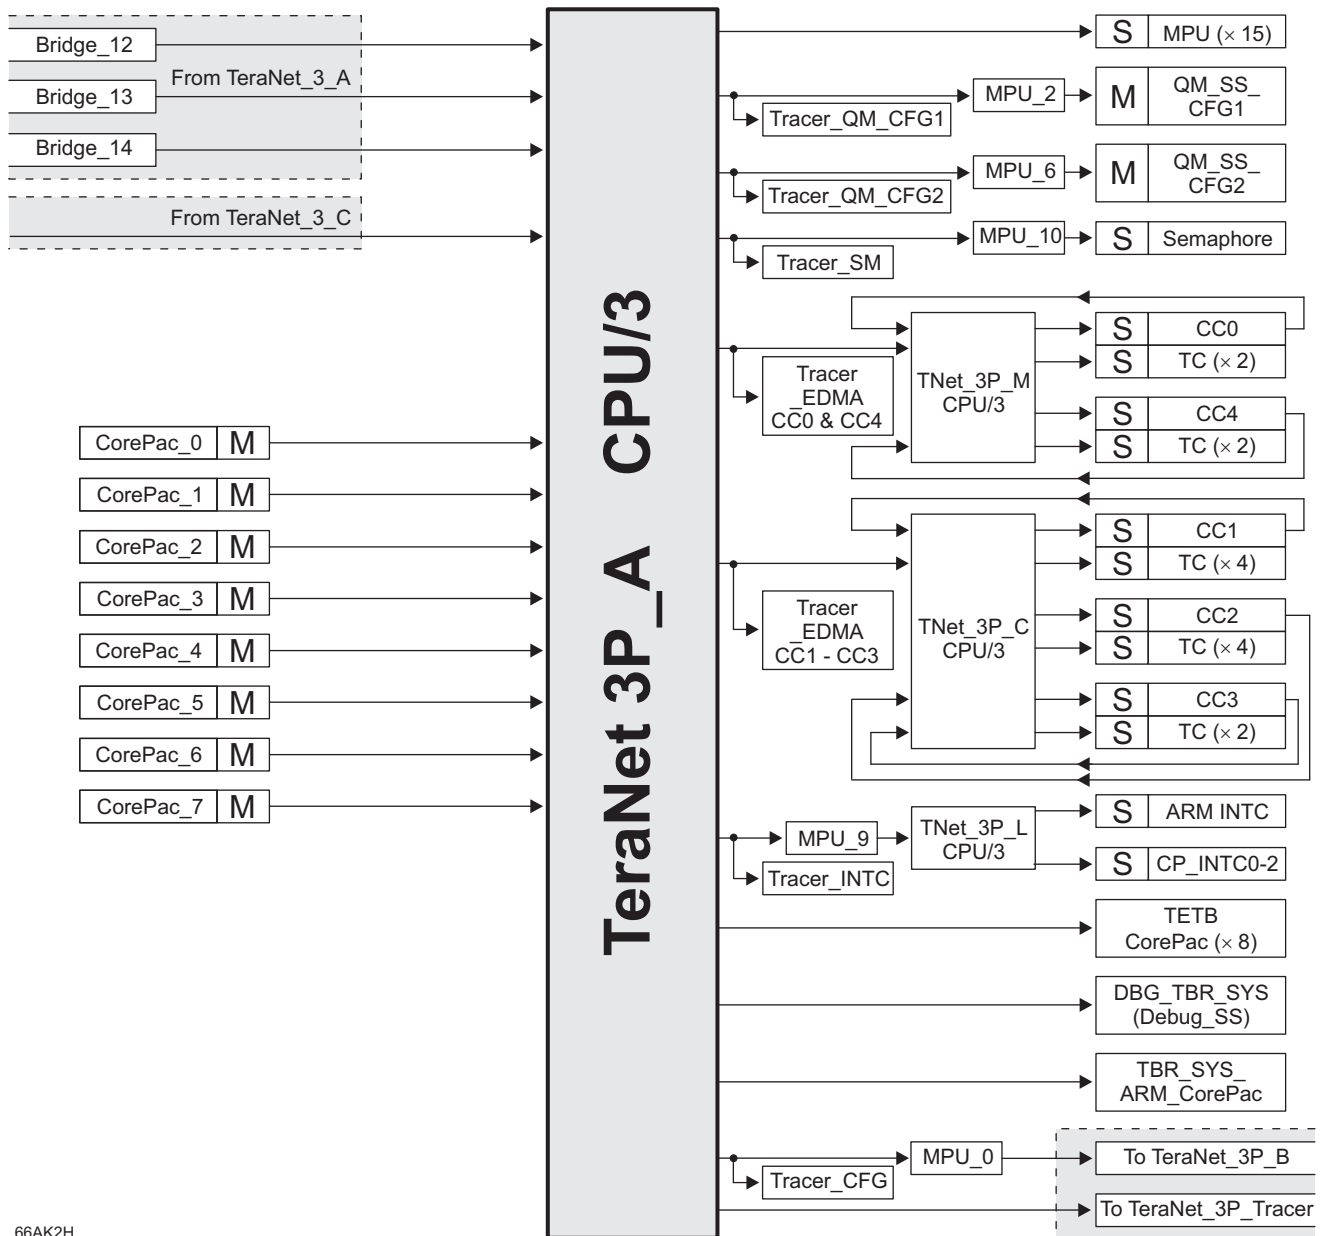 Bridge_12
From TeraNet_3_A
Bridge_13
Bridge_14
From TeraNet_3_C
CorePac_0 M
CorePac_1 M
CorePac_2 M
CorePac_3 M
CorePac_4 M
CorePac_5 M
CorePac_6 M
CorePac_7 M
TeraNet 3P_A CPU/3
S MPU (× 15)
Tracer_QM_CFG1
MPU_2
M
QM_SS_
CFG1
Tracer_QM_CFG2
MPU_6
M
QM_SS_
CFG2
Tracer_SM
MPU_10
S Semaphore
Tracer
_EDMA
CC0 & CC4
TNet_3P_M
CPU/3
S CC0
S TC (× 2)
S CC4
S TC (× 2)
Tracer
_EDMA
CC1 - CC3
TNet_3P_C
CPU/3
S CC1
S TC (× 4)
S CC2
S TC (× 4)
S CC3
S TC (× 2)
MPU_9
Tracer_INTC
TNet_3P_L
CPU/3
S ARM INTC
S CP_INTC0-2
TETB
CorePac (× 8)
DBG_TBR_SYS
(Debug_SS)
TBR_SYS_
ARM_CorePac
Tracer_CFG
MPU_0
To TeraNet_3P_B
To TeraNet_3P_Tracer
66AK2H